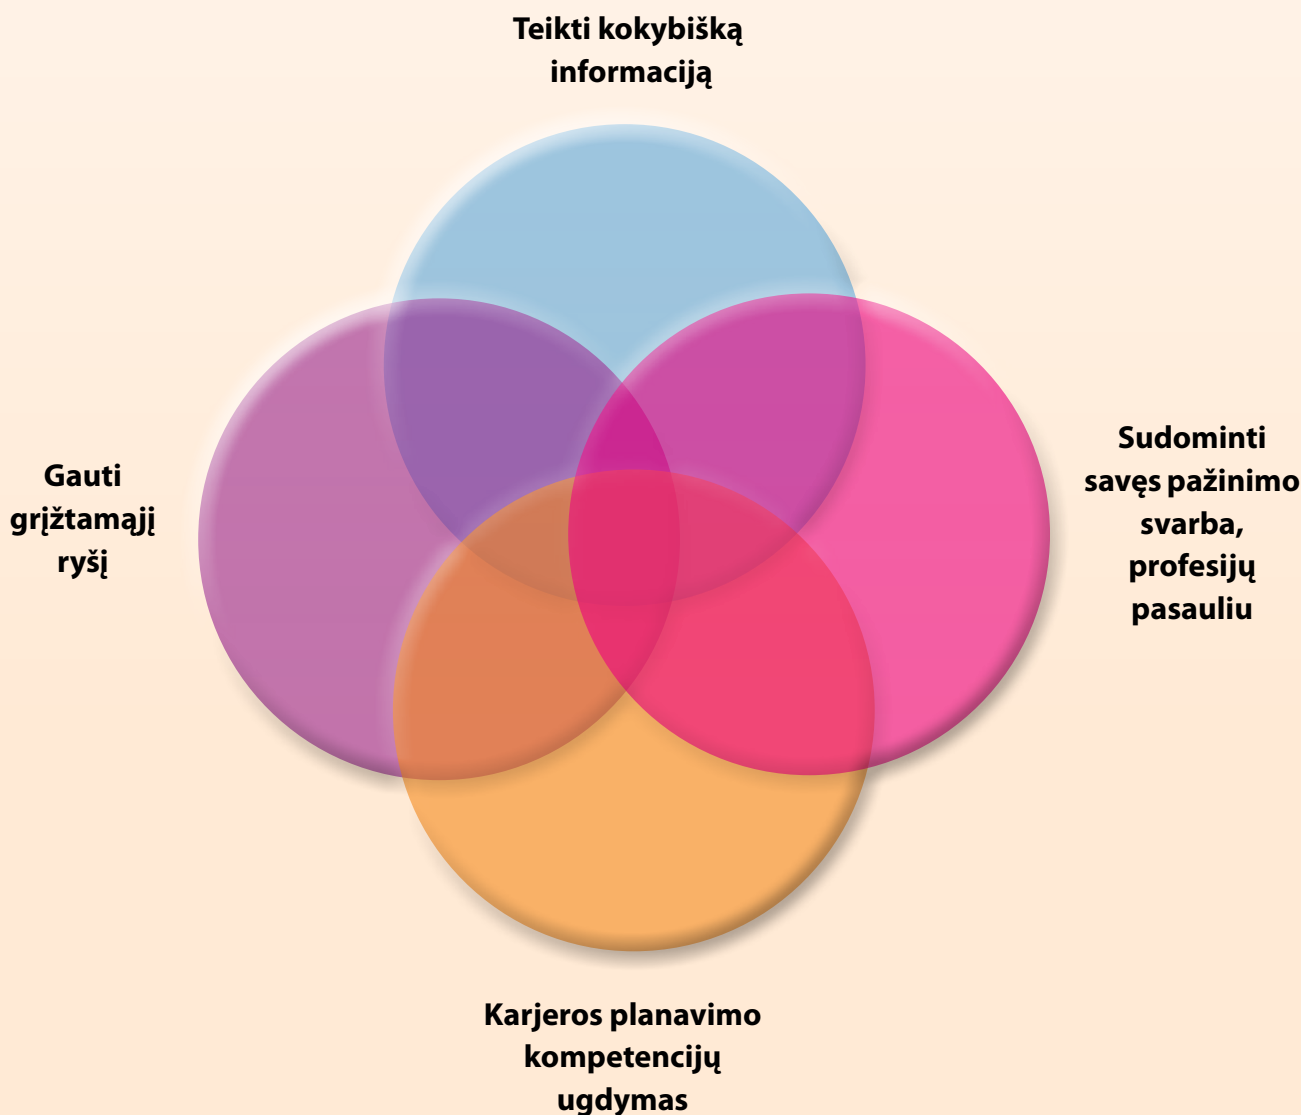 Teikti kokybišką
informaciją
Gauti
grįžtamąjį
ryšį
Sudominti
savęs pažinimo
svarba,
profesijų
pasauliu
Karjeros planavimo
kompetencijų
ugdymas